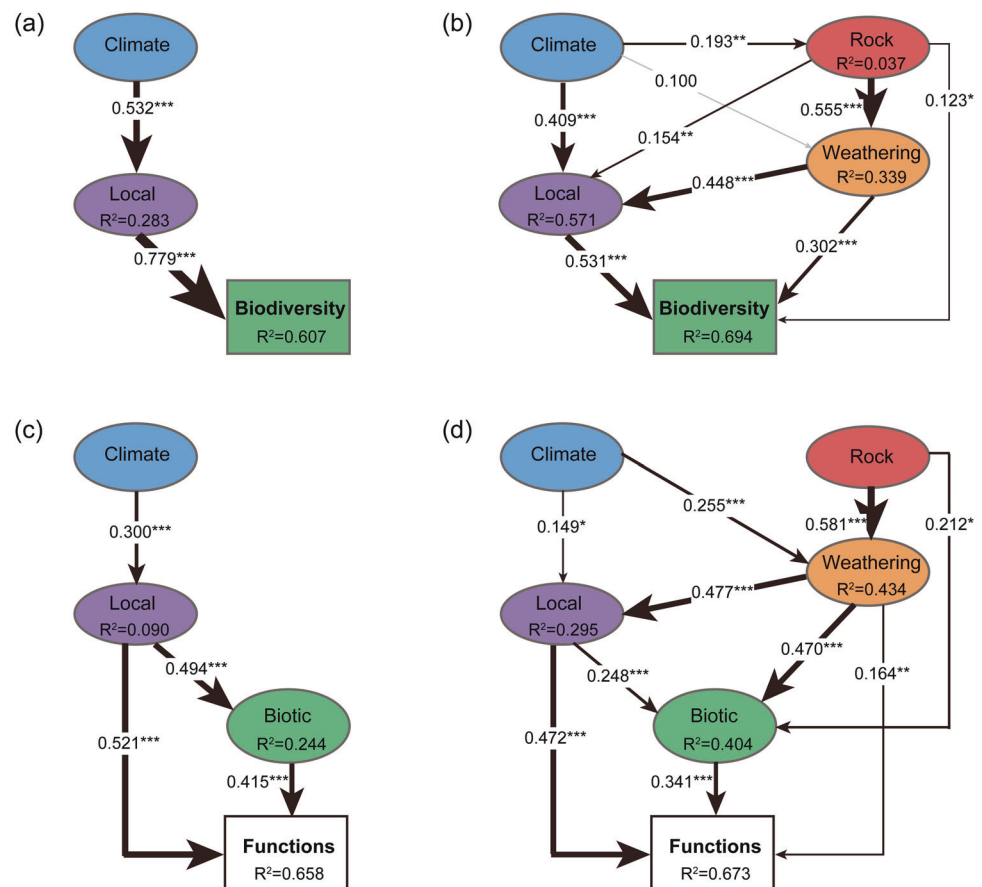 (a)
Climate
0.532***
Local
R²=0.283
0.779***
Biodiversity
R²=0.607
(b)
Climate
0.193**
Rock
R²=0.037
0.100
0.123*
0.409***
0.555***
0.154**
Weathering
R²=0.339
Local
R²=0.571
0.448***
0.531***
0.302***
Biodiversity
R²=0.694
(c)
Climate
0.300***
Local
R²=0.090
0.494***
Biotic
R²=0.244
0.521***
0.415***
Functions
R²=0.658
(d)
Climate
Rock
0.255***
0.149*
0.581***
0.212*
Weathering
R²=0.434
Local
R²=0.295
0.477***
0.470***
0.248***
0.164**
Biotic
R²=0.404
0.472***
0.341***
Functions
R²=0.673